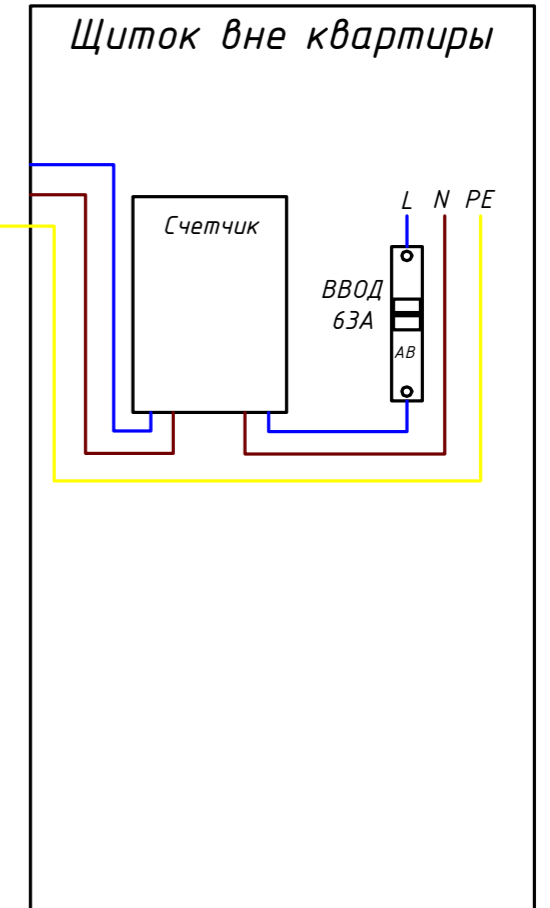 Щиток вне квартиры
L N PE
Счетчик
ВВОД
63А
АВ